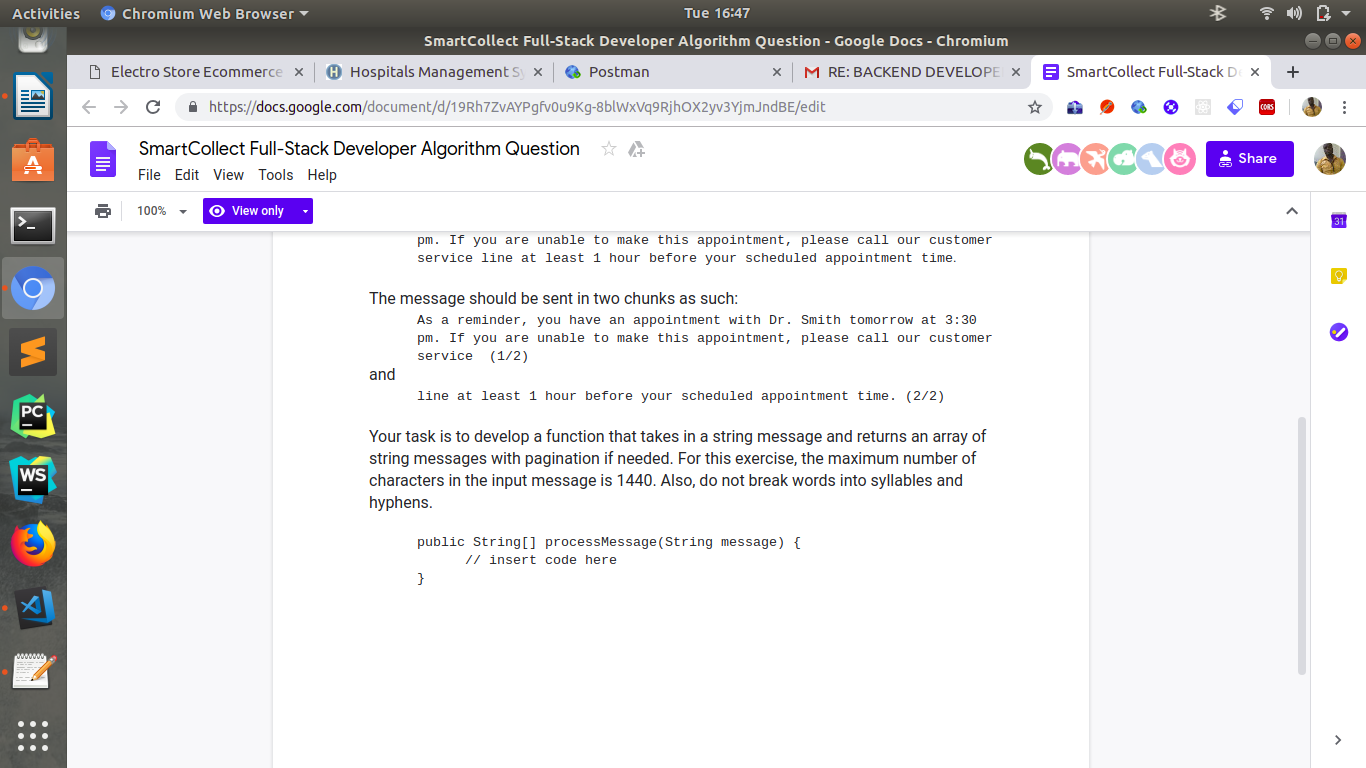 Activities Chromium Web Browser Tue 16:47
SmartCollect Full-Stack Developer Algorithm Question - Google Docs - Chromium
Electro Store Ecommerce Hospitals Management Sy Postman RE: BACKEND DEVELOPE SmartCollect Full-Stack D
https://docs.google.com/document/d/19Rh7ZvAYPgfv0u9Kg-8blWxVq9RjhOX2yv3YjmJndBE/edit
CORS
SmartCollect Full-Stack Developer Algorithm Question
Share
File Edit View Tools Help
100% View only
31
pm. If you are unable to make this appointment, please call our customer
service line at least 1 hour before your scheduled appointment time.
The message should be sent in two chunks as such:
As a reminder, you have an appointment with Dr. Smith tomorrow at 3:30
pm. If you are unable to make this appointment, please call our customer
service  (1/2)
and
line at least 1 hour before your scheduled appointment time. (2/2)
Your task is to develop a function that takes in a string message and returns an array of
string messages with pagination if needed. For this exercise, the maximum number of
characters in the input message is 1440. Also, do not break words into syllables and
hyphens.
public String[] processMessage(String message) {
// insert code here
}
PC
WS